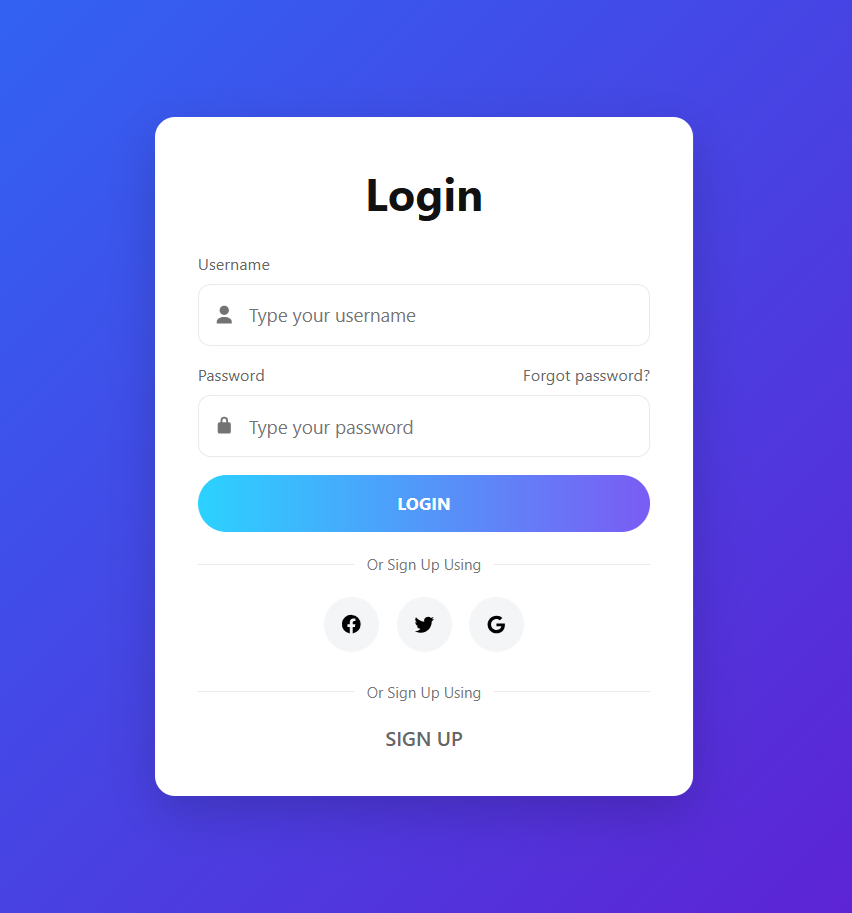 Login
Username
Type your username
Password Forgot password?
Type your password
LOGIN
Or Sign Up Using
Or Sign Up Using
SIGN UP